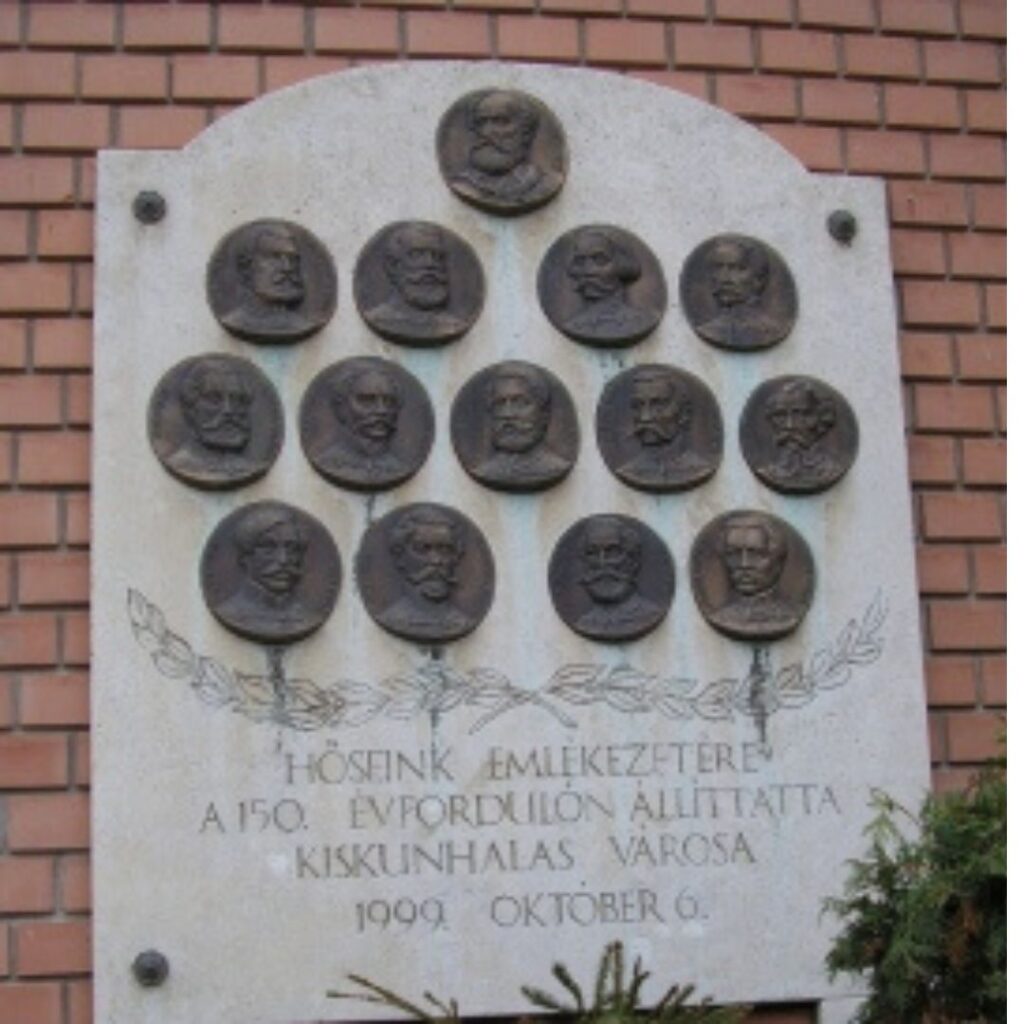 HŐSEINK EMLÉKEZETÉRE
A 150. ÉVFORDULÓN ÁLLÍTTATTA
KISKUNHALAS VÁROSA
1999. OKTÓBER 6.